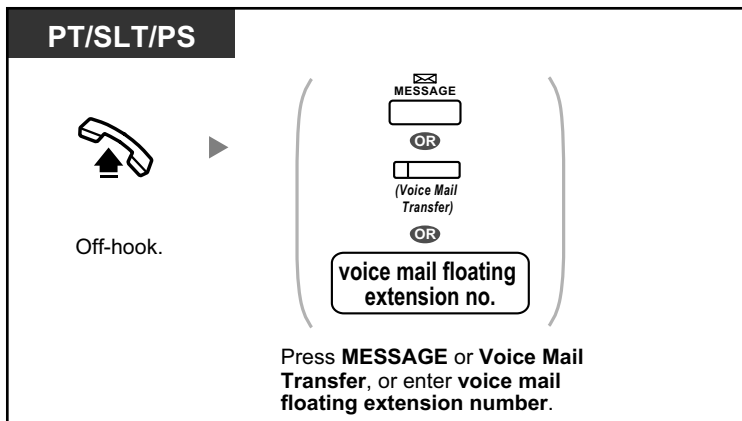 PT/SLT/PS
MESSAGE
OR
(Voice Mail
Transfer)
OR
voice mail floating
extension no.
Off-hook.
Press MESSAGE or Voice Mail
Transfer, or enter voice mail
floating extension number.